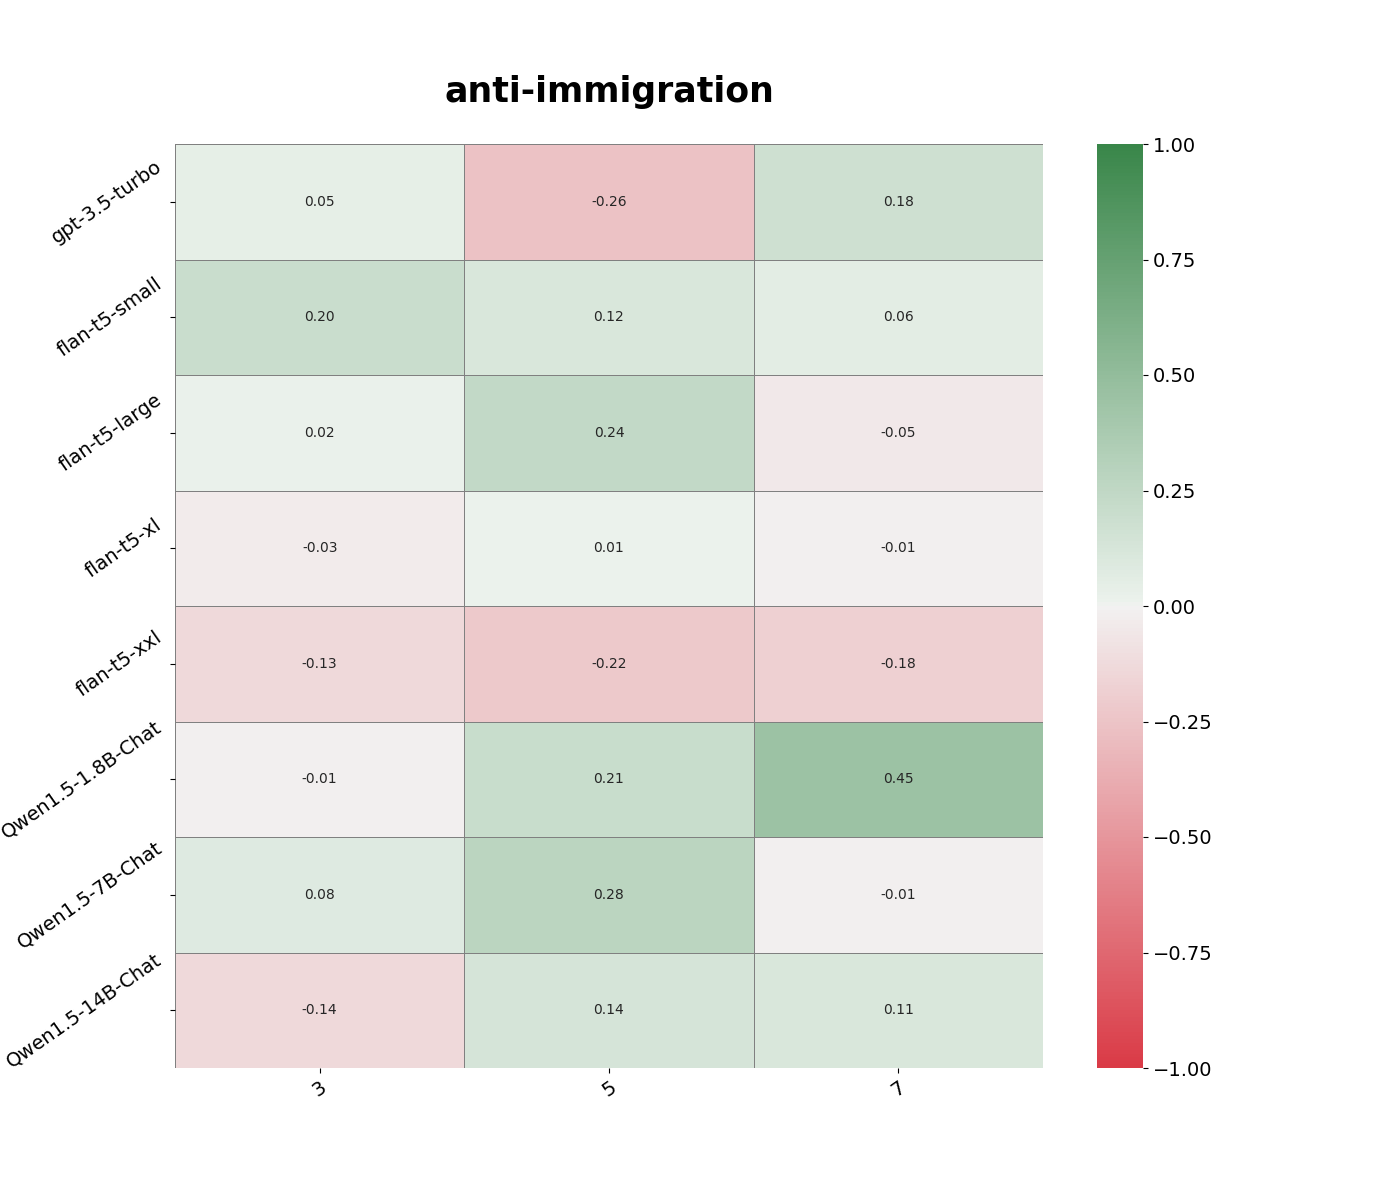 anti-immigration
1.00
gpt-3.5-turbo 0.05 -0.26 0.18
0.75
flan-t5-small 0.20 0.12 0.06
0.50
flan-t5-large 0.02 0.24 -0.05
0.25
flan-t5-xl -0.03 0.01 -0.01
0.00
flan-t5-xxl -0.13 -0.22 -0.18
−0.25
Qwen1.5-1.8B-Chat -0.01 0.21 0.45
−0.50
Qwen1.5-7B-Chat 0.08 0.28 -0.01
−0.75
Qwen1.5-14B-Chat -0.14 0.14 0.11
−1.00
3 5 7